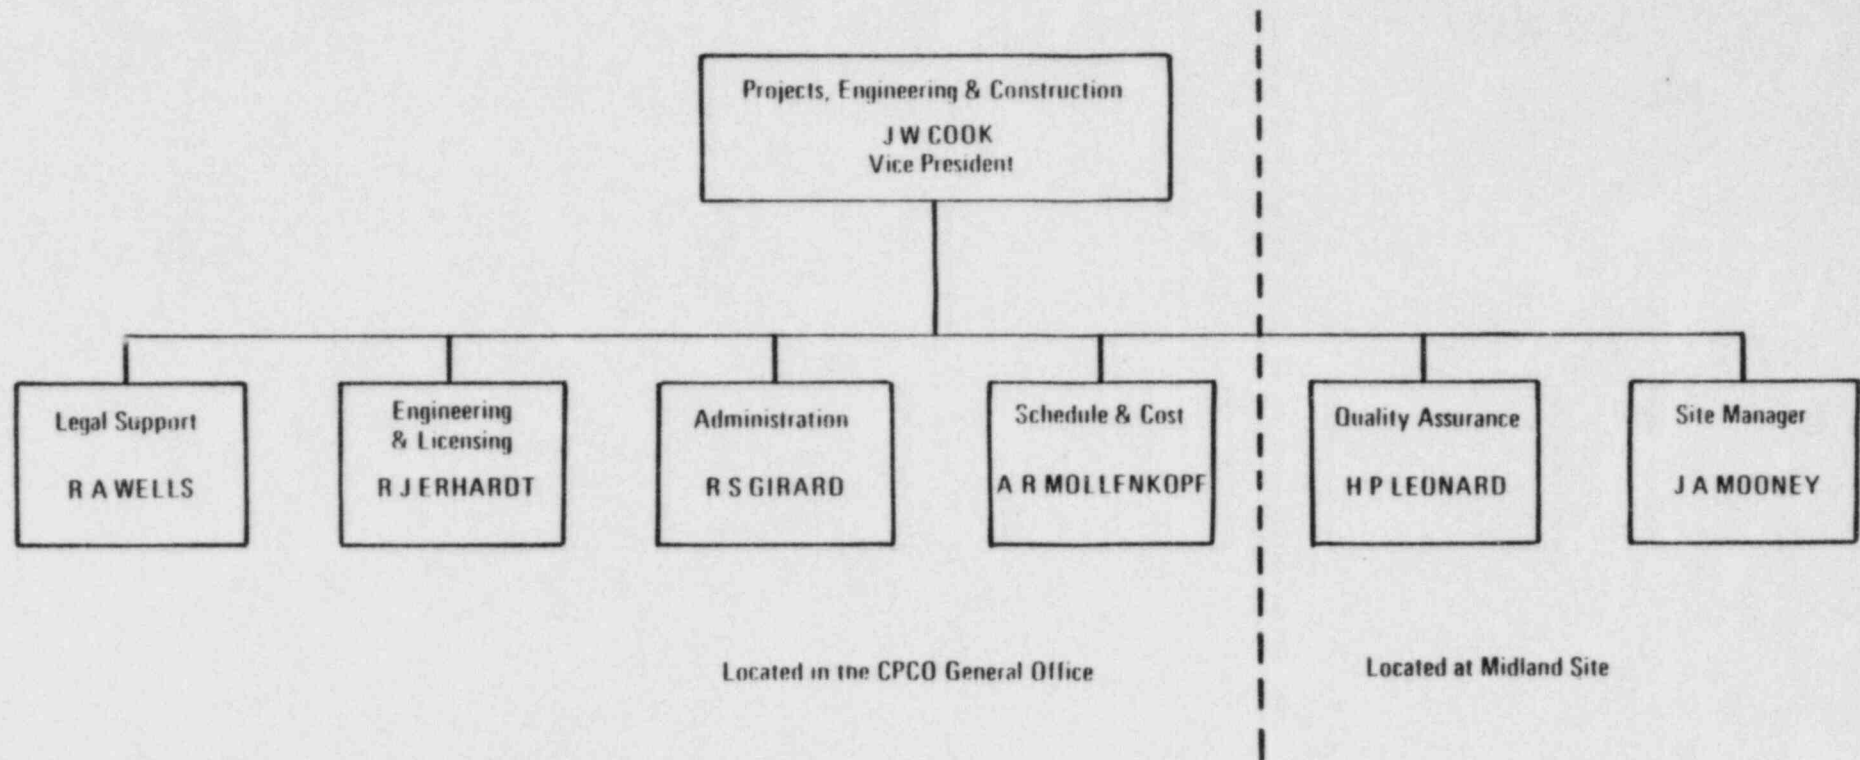 Projects, Engineering & Construction
J W COOK
Vice President
Legal Support
R A WELLS
Engineering
& Licensing
R J ERHARDT
Administration
R S GIRARD
Schedule & Cost
A R MOLLENKOPF
Quality Assurance
H P LEONARD
Site Manager
J A MOONEY
Located in the CPCO General Office
Located at Midland Site